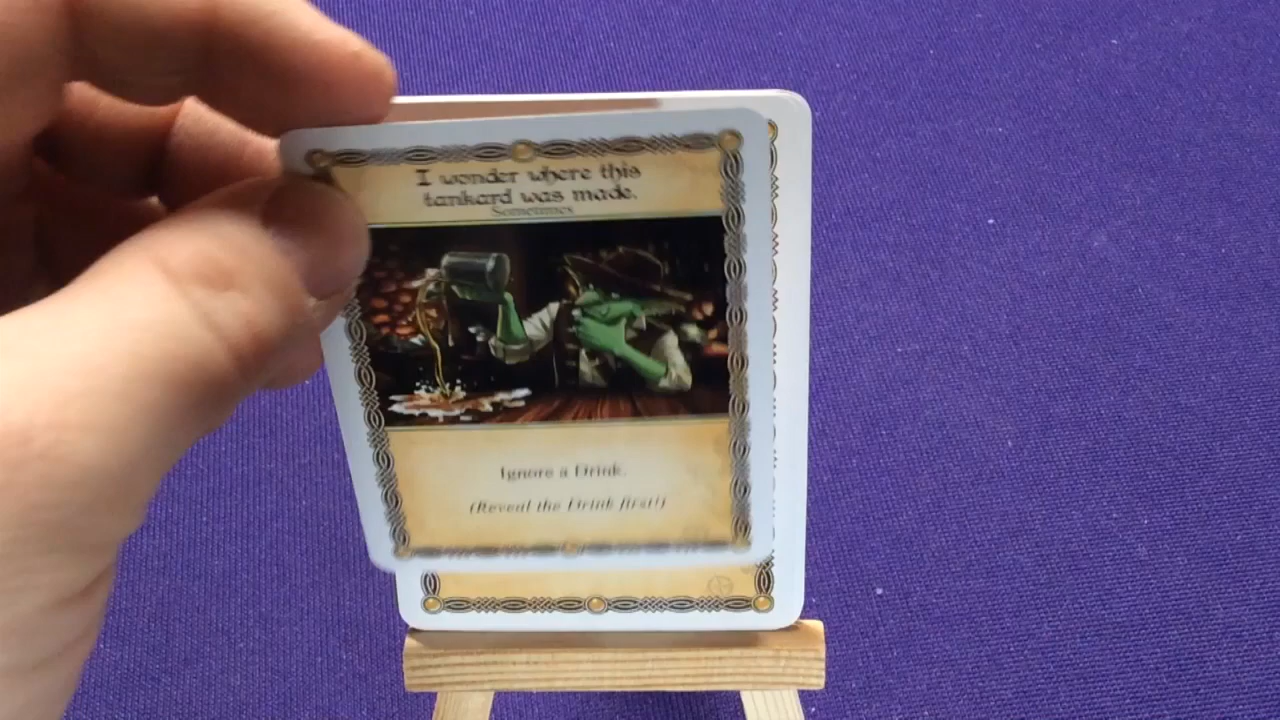 I wonder where this
tankard was made.
Sometimes
Ignore a Drink.
(Reveal the Drink first!)